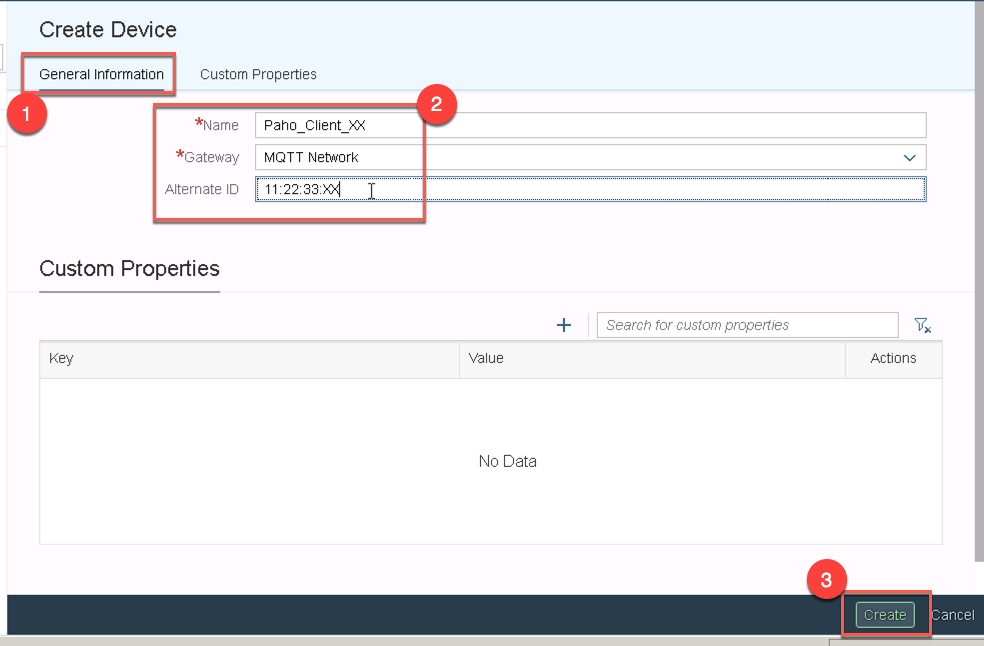 Create Device
General Information Custom Properties
1
2
*Name Paho_Client_XX
*Gateway MQTT Network
Alternate ID 11:22:33:XX
Custom Properties
Search for custom properties
Key Value Actions
No Data
3
Create Cancel